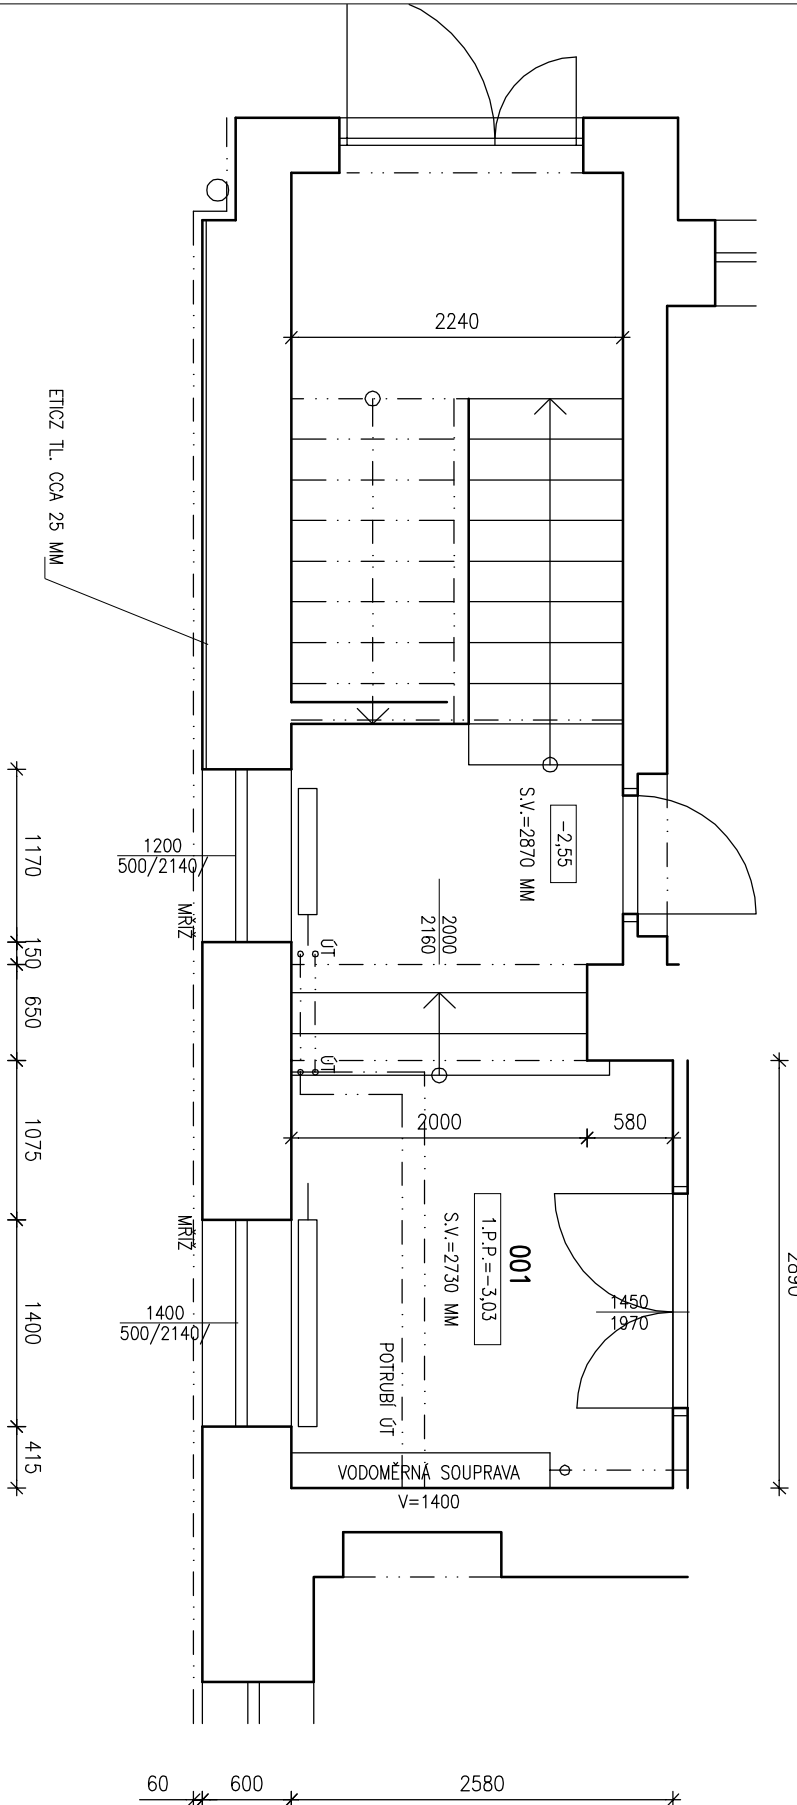 2240
ETICZ TL. CCA 25 MM
-2,55
S.V.=2870 MM
1200
500/2140
MŘÍŽ
2000
2160
ÚT
ÚT
1170
150
650
1075
1400
415
2000
580
2890
001
1.P.P.=-3,03
S.V.=2730 MM
1450
1970
MŘÍŽ
1400
500/2140
POTRUBÍ ÚT
VODOMĚRNÁ SOUPRAVA
V=1400
60
600
2580